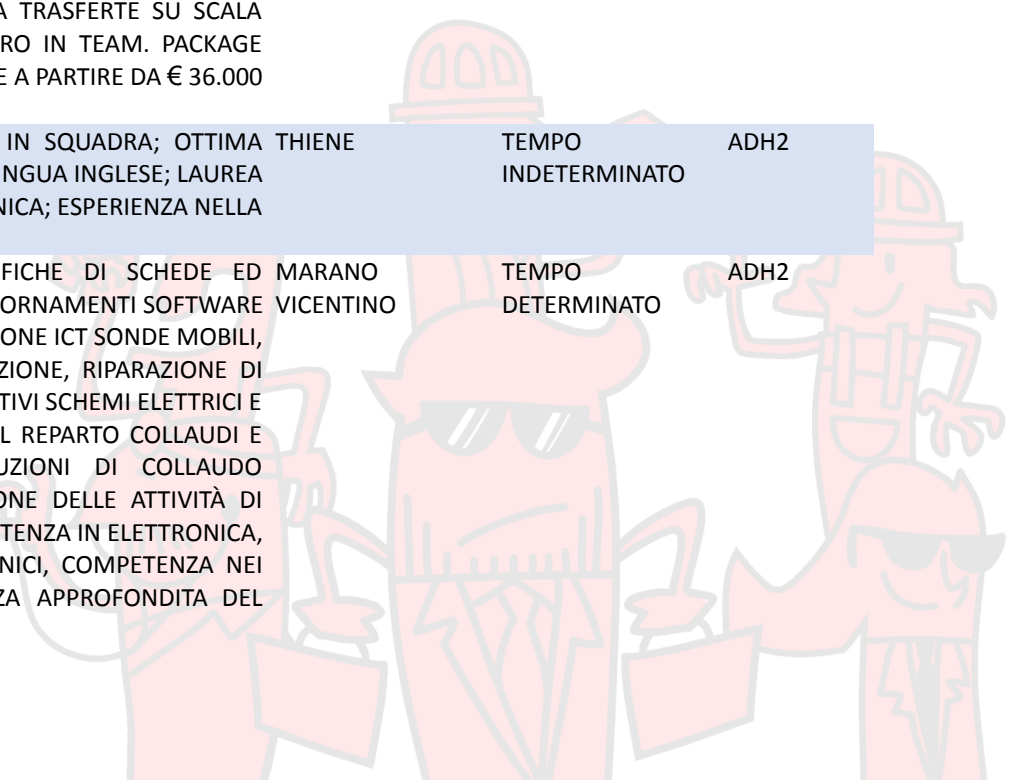 A TRASFERTE SU SCALA
RO IN TEAM. PACKAGE
E A PARTIRE DA € 36.000
IN SQUADRA; OTTIMA THIENE TEMPO ADH2
NGUA INGLESE; LAUREA INDETERMINATO
NICA; ESPERIENZA NELLA
FICHE DI SCHEDE ED MARANO TEMPO ADH2
ORNAMENTI SOFTWARE VICENTINO DETERMINATO
ONE ICT SONDE MOBILI,
ZIONE, RIPARAZIONE DI
TIVI SCHEMI ELETTRICI E
L REPARTO COLLAUDI E
UZIONI DI COLLAUDO
ONE DELLE ATTIVITÀ DI
TENZA IN ELETTRONICA,
NICI, COMPETENZA NEI
ZA APPROFONDITA DEL